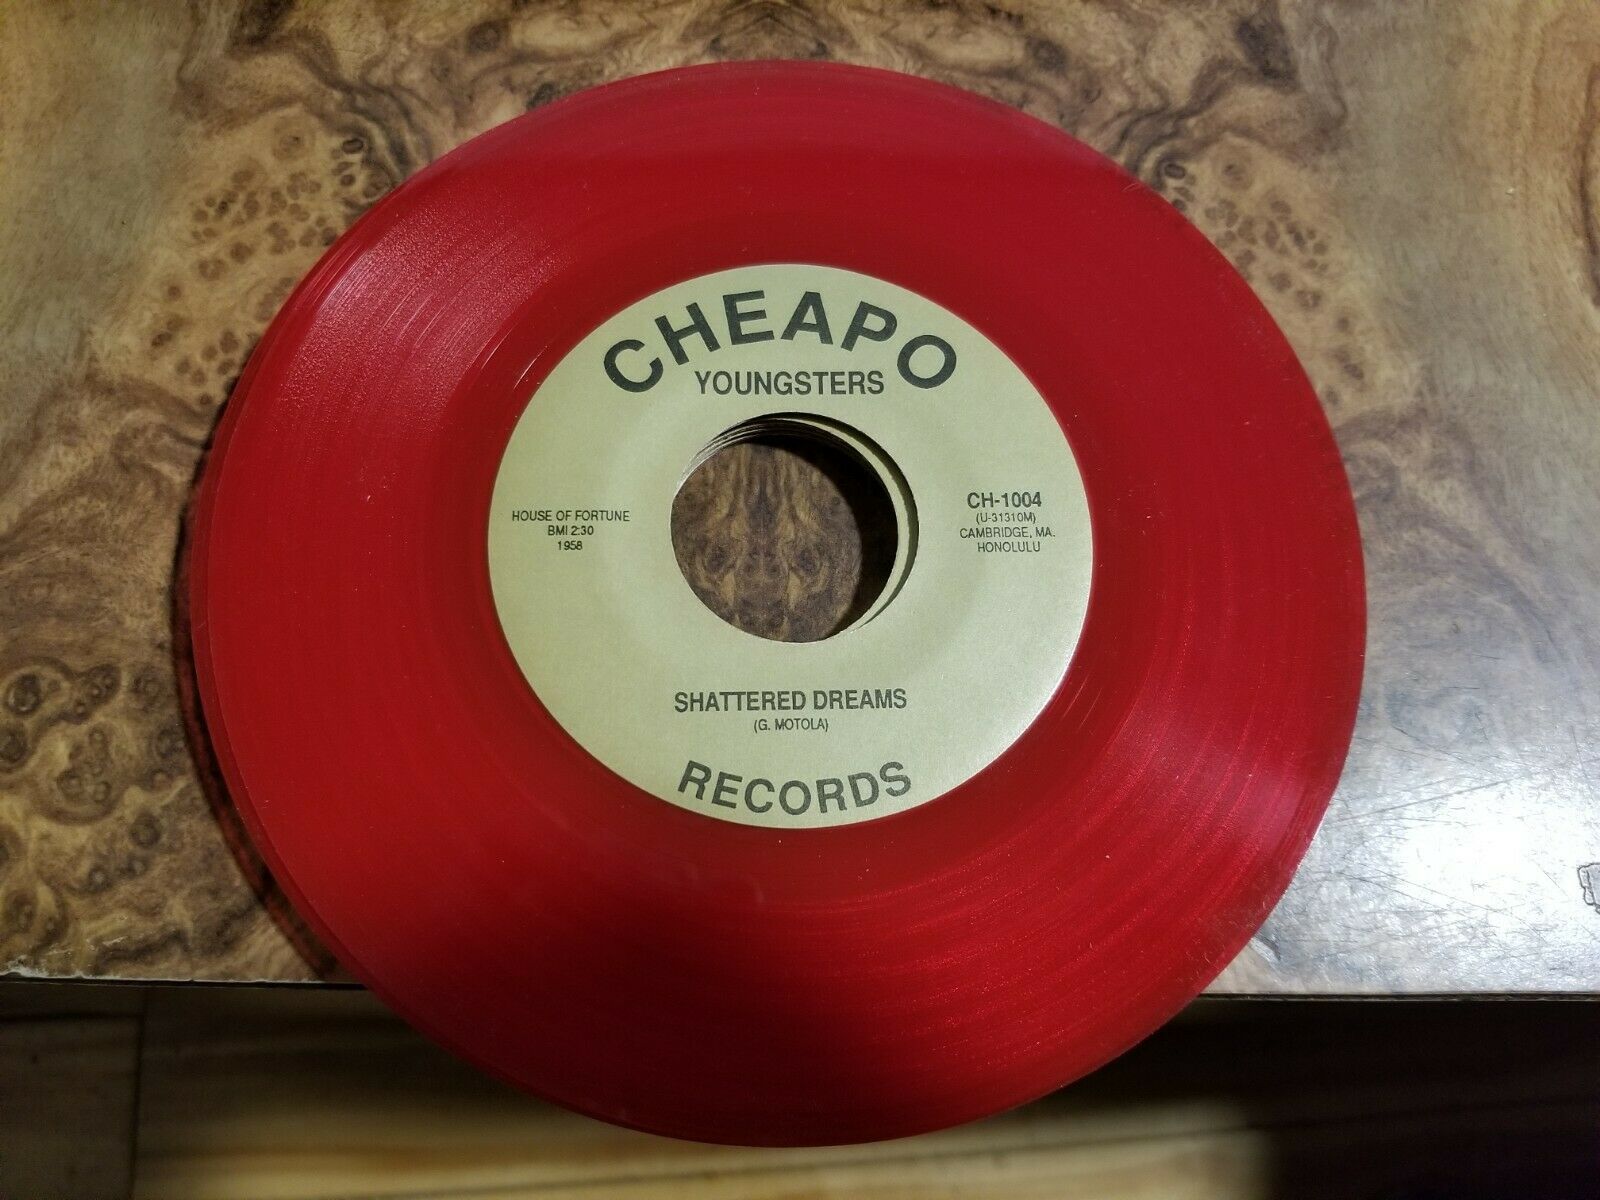 CHEAPO
YOUNGSTERS
HOUSE OF FORTUNE
BMI 2:30
1958
CH-1004
(U-31310M)
CAMBRIDGE, MA.
HONOLULU
SHATTERED DREAMS
(G. MOTOLA)
RECORDS